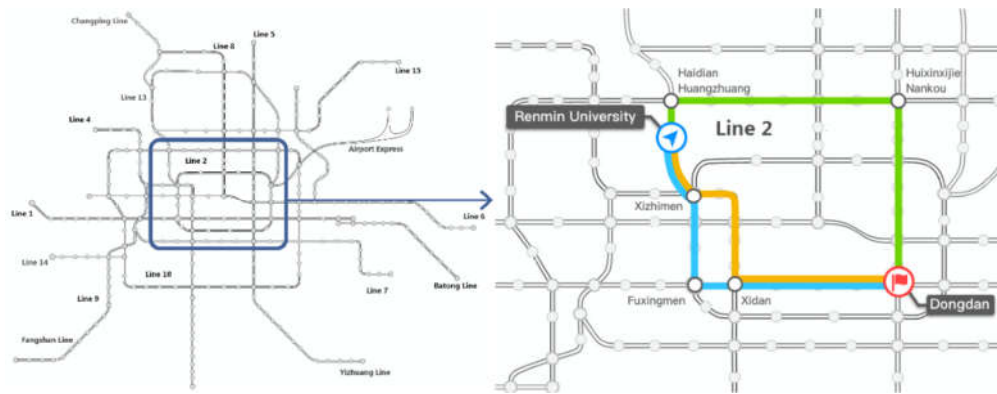 Changping Line
Line 8
Line 5
Line 15
Line 13
Line 4
Airport Express
Line 2
Line 1
Line 6
Line 14
Line 10
Line 9
Line 7
Batong Line
Fangshan Line
Yizhuang Line
Haidian
Huangzhuang
Huixinxijie
Nankou
Renmin University
Line 2
Xizhimen
Fuxingmen
Xidan
Dongdan